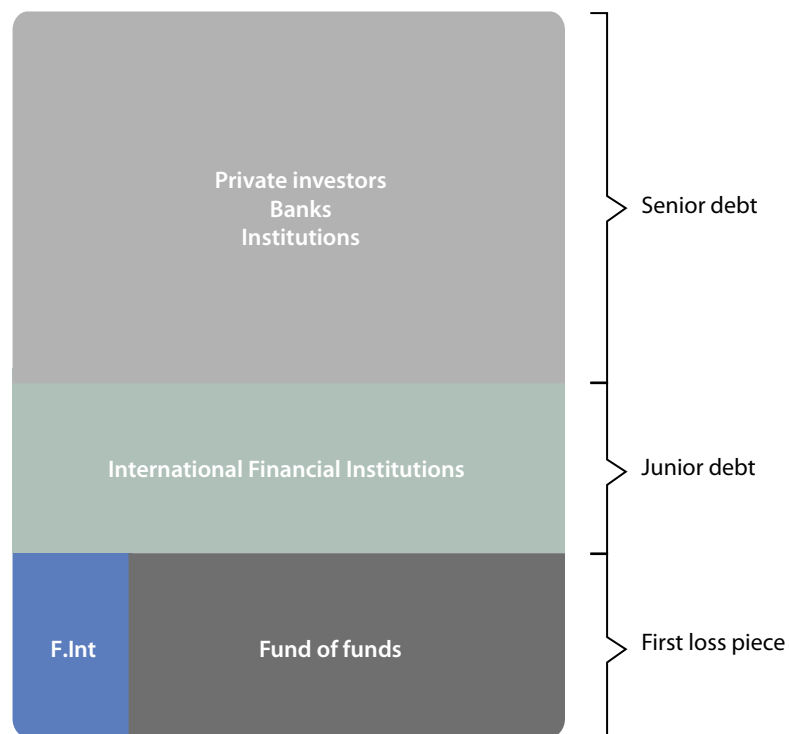 Private investors
Banks
Institutions
Senior debt
International Financial Institutions
Junior debt
F.Int
Fund of funds
First loss piece